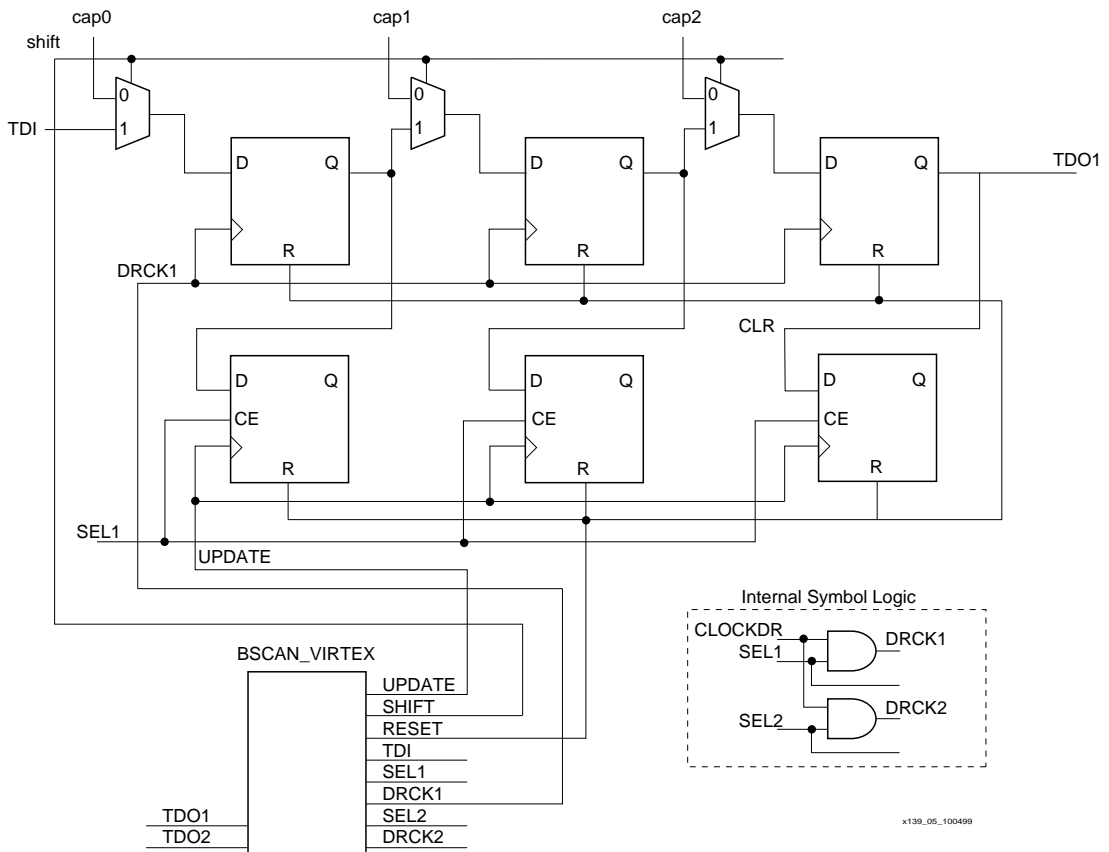 cap0
cap1
cap2
shift
0
0
0
1
1
1
TDI
D
Q
D
Q
D
Q
TDO1
R
R
R
DRCK1
CLR
D
Q
D
Q
D
Q
CE
CE
CE
R
R
R
SEL1
UPDATE
Internal Symbol Logic
CLOCKDR
DRCK1
SEL1
DRCK2
SEL2
BSCAN_VIRTEX
UPDATE
SHIFT
RESET
TDI
SEL1
DRCK1
TDO1
SEL2
TDO2
DRCK2
x139_05_100499